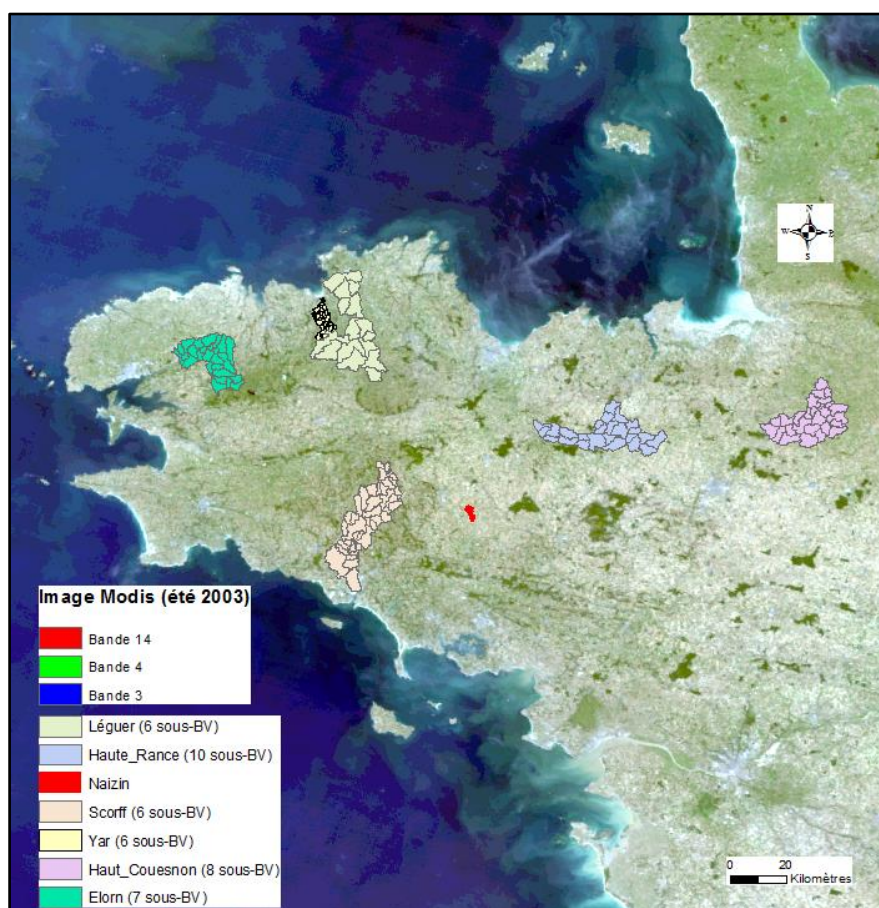 N
W E
S
Image Modis (été 2003)
Bande 14
Bande 4
Bande 3
Léguer (6 sous-BV)
Haute_Rance (10 sous-BV)
Naizin
Scorff (6 sous-BV)
Yar (6 sous-BV)
Haut_Couesnon (8 sous-BV)
Elorn (7 sous-BV)
0 20
Kilomètres